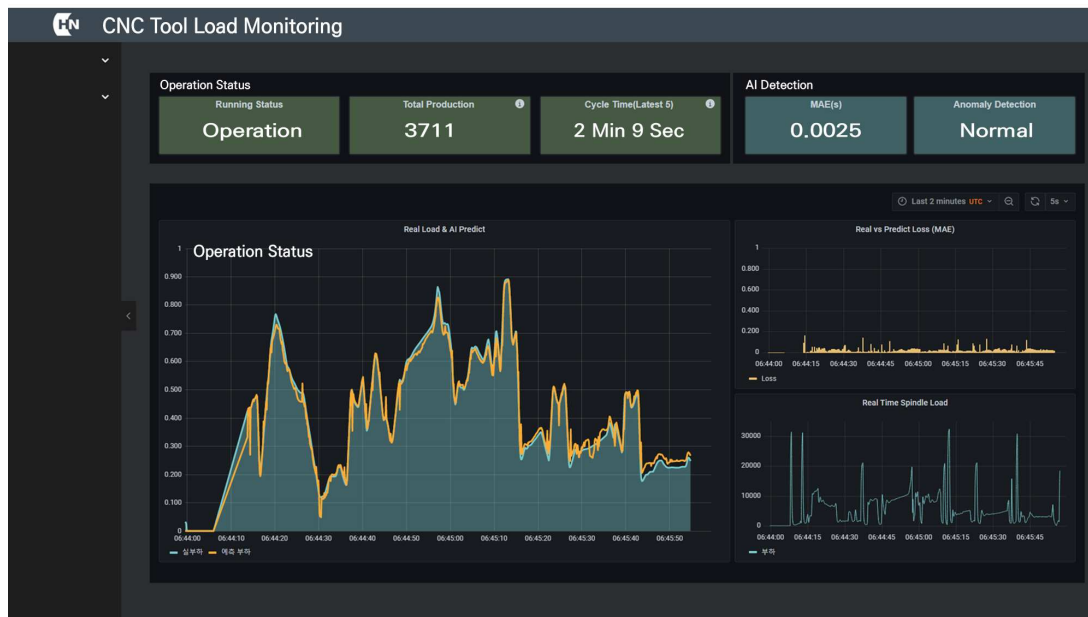 HN CNC Tool Load Monitoring
Operation Status
AI Detection
Running Status
Operation
Total Production
3711
Cycle Time(Latest 5)
2 Min 9 Sec
MAE(s)
0.0025
Anomaly Detection
Normal
Last 2 minutes UTC
5s
Real Load & AI Predict
Operation Status
1
0.900
0.800
0.700
0.600
0.500
0.400
0.300
0.200
0.100
0
06:44:00 06:44:10 06:44:20 06:44:30 06:44:40 06:44:50 06:45:00 06:45:10 06:45:20 06:45:30 06:45:40 06:45:50
실부하 예측 부하
Real vs Predict Loss (MAE)
1
0.800
0.600
0.400
0.200
0
06:44:00 06:44:15 06:44:30 06:44:45 06:45:00 06:45:15 06:45:30 06:45:45
Loss
Real Time Spindle Load
30000
20000
10000
0
06:44:00 06:44:15 06:44:30 06:44:45 06:45:00 06:45:15 06:45:30 06:45:45
부하